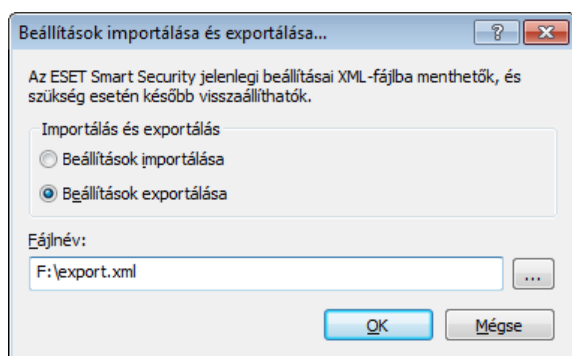 Beállítások importálása és exportálása...
Az ESET Smart Security jelenlegi beállításai XML-fájlba menthetők, és
szükség esetén később visszaállíthatók.
Importálás és exportálás
Beállítások importálása
Beállítások exportálása
Fájlnév:
F:\export.xml
...
OK
Mégse